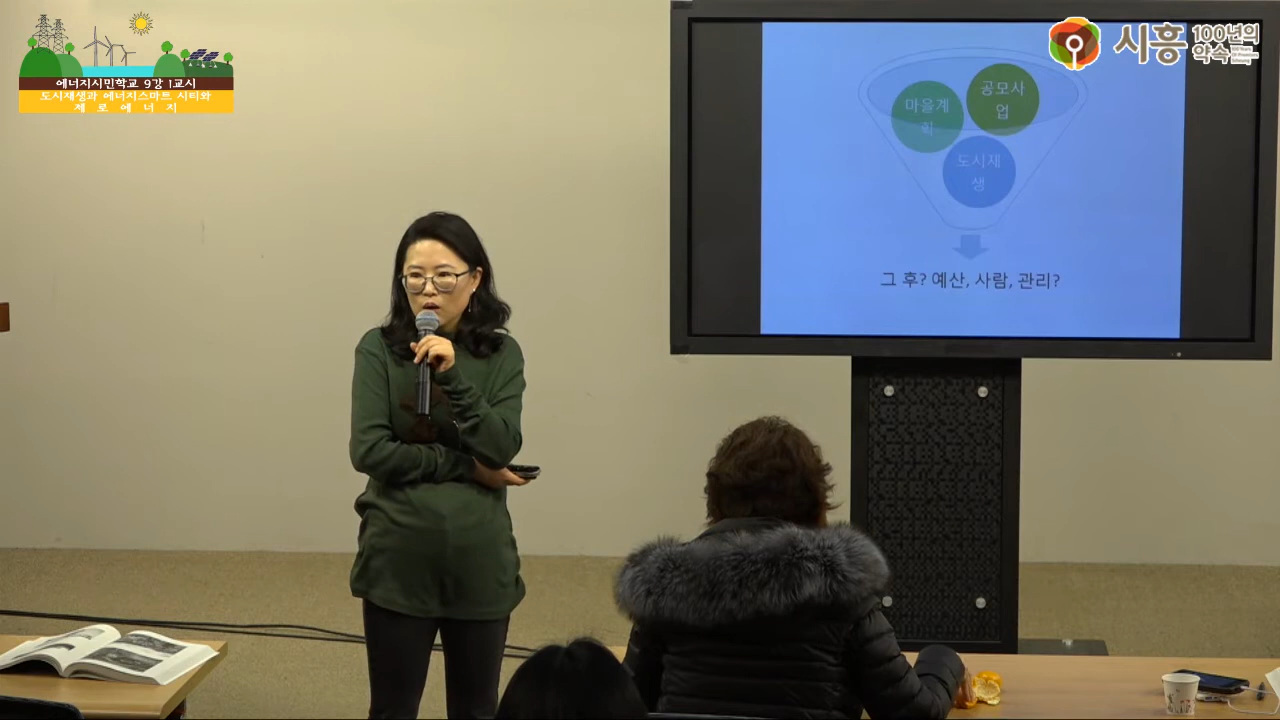 에너지시민학교 9강 1교시
도시재생과 에너지스마트 시티와
제 로 에 너 지
시흥
100년의
약속
마을계
획
공모사
업
도시재
생
그 후? 예산, 사람, 관리?